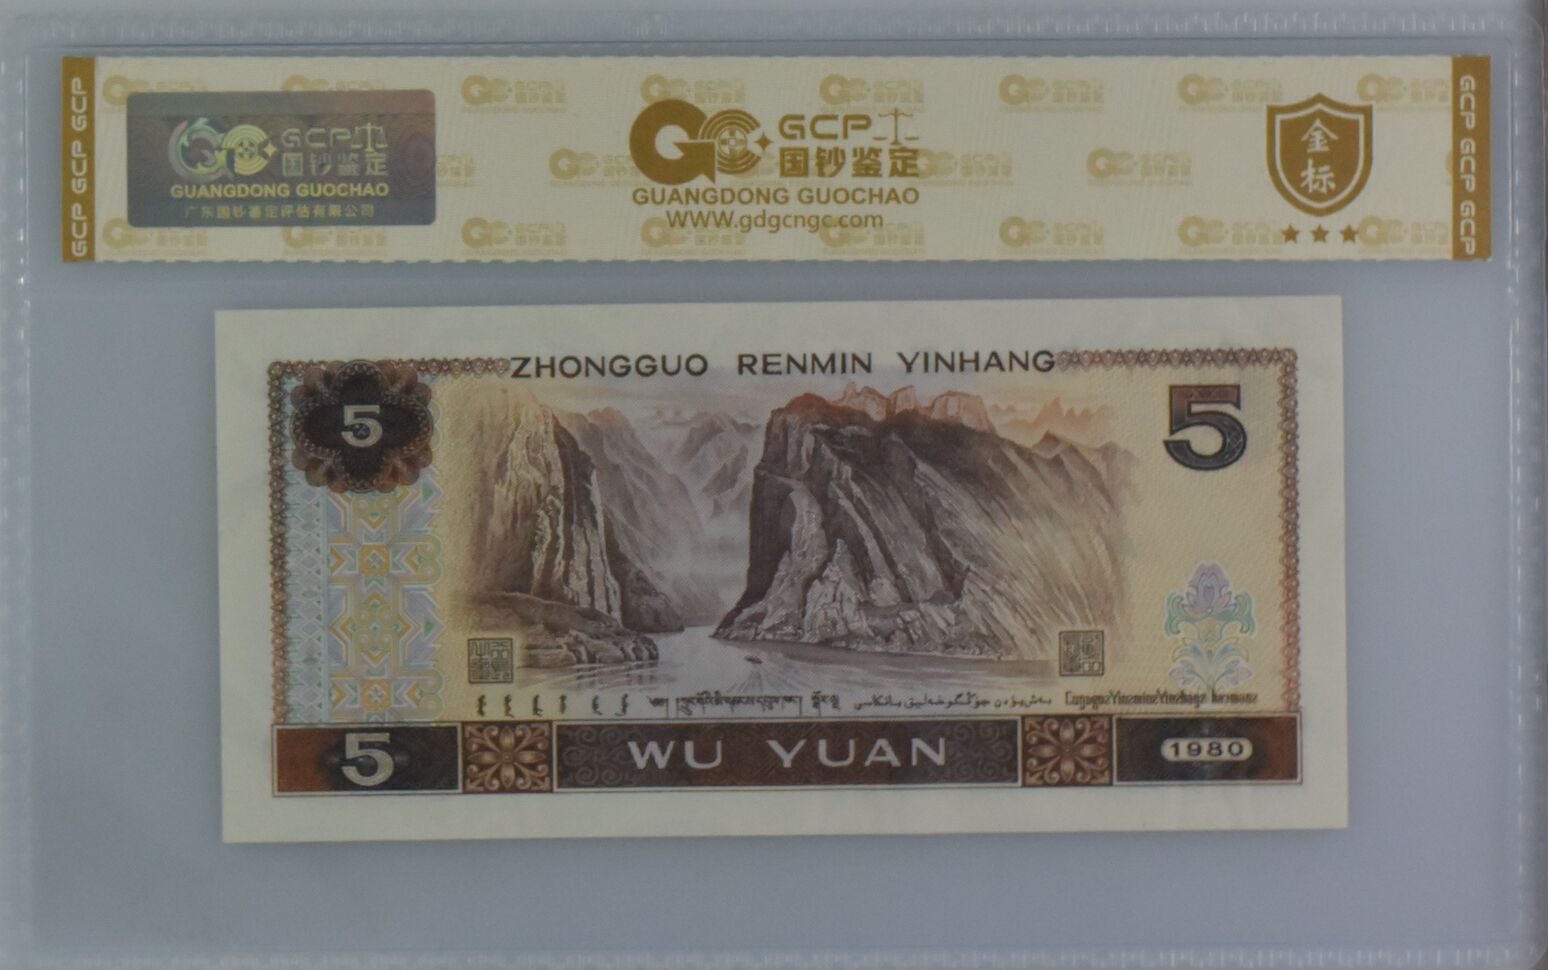 GCP GCP GCP
GCP 国钞鉴定
GUANGDONG GUOCHAO
广东国钞鉴定评估有限公司
GCP
国钞鉴定
GUANGDONG GUOCHAO
WWW.gdgcngc.com
金标
GCP GCP GCP
ZHONGGUO RENMIN YINHANG
5
5
5
WU YUAN
1980